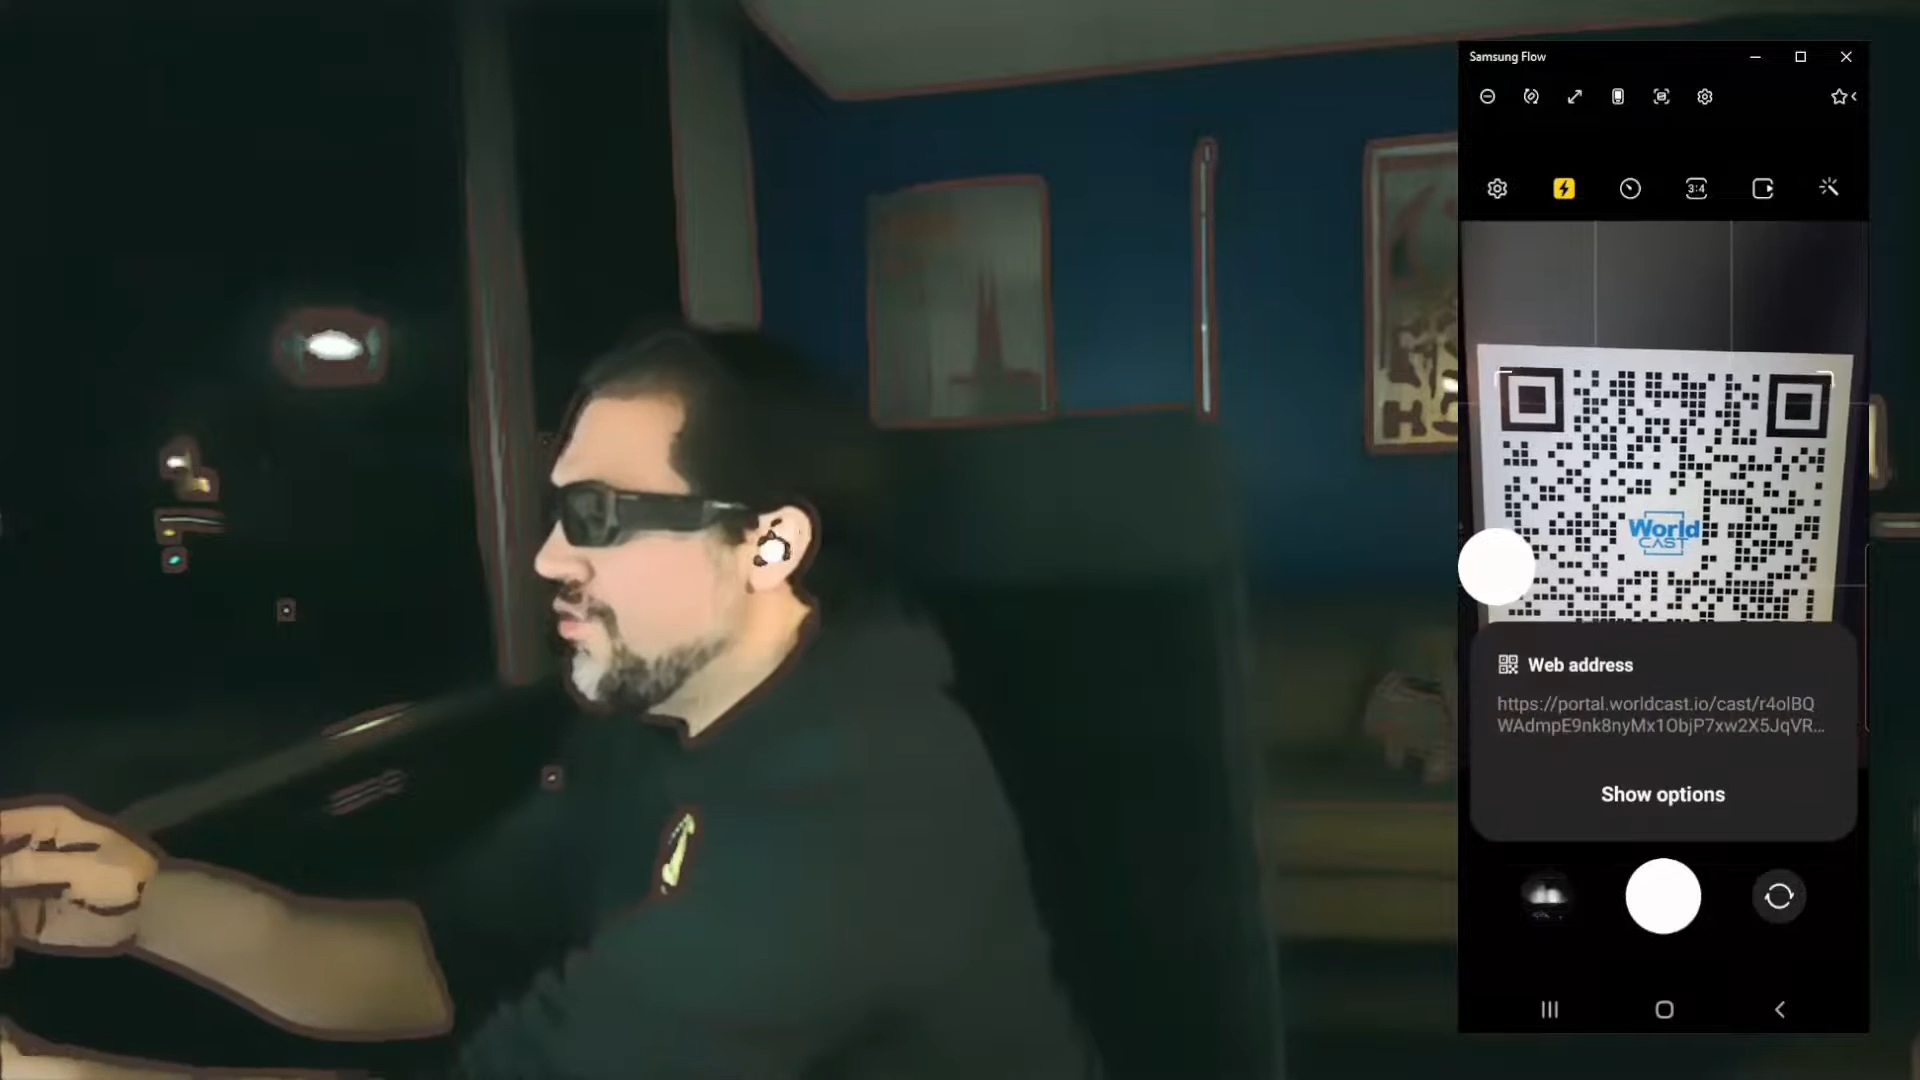 Samsung Flow
3:4
World
CAST
Web address
https://portal.worldcast.io/cast/r4olBQ
WAdmpE9nk8nyMx1ObjP7xw2X5JqVR...
Show options